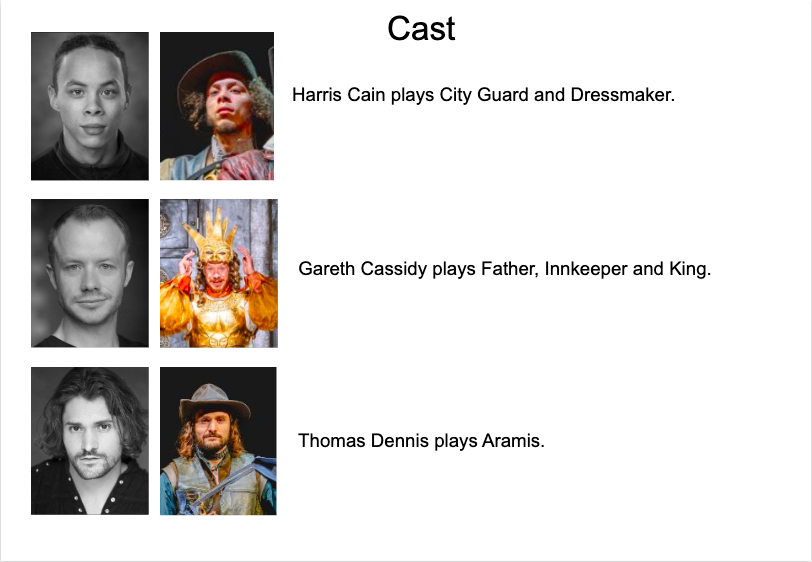 Cast
Harris Cain plays City Guard and Dressmaker.
Gareth Cassidy plays Father, Innkeeper and King.
Thomas Dennis plays Aramis.